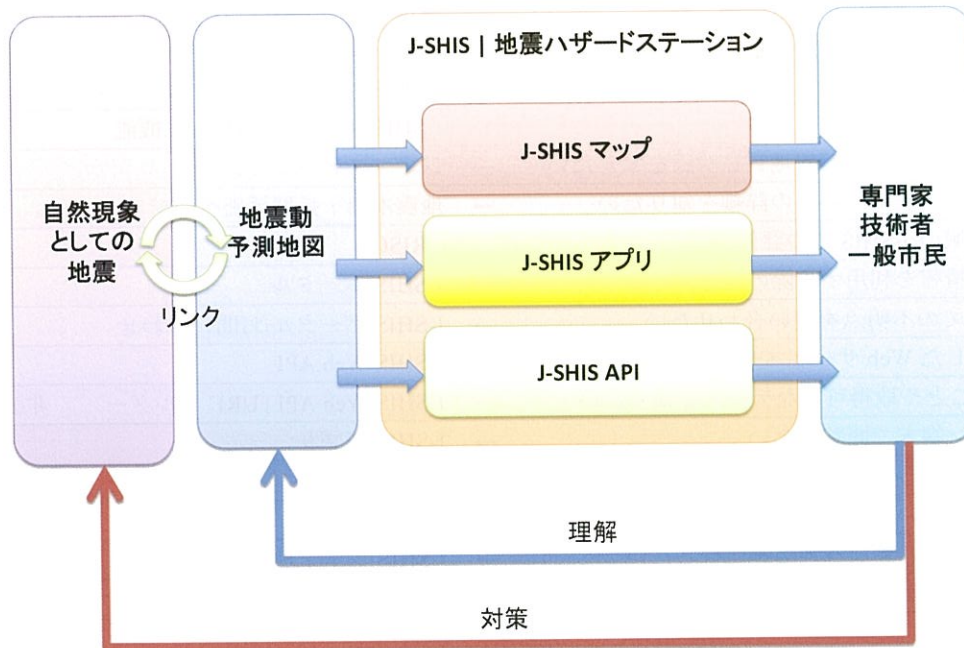 J-SHIS | 地震ハザードステーション
J-SHIS マップ
自然現象
としての
地震
リンク
地震動
予測地図
J-SHIS アプリ
J-SHIS API
専門家
技術者
一般市民
理解
対策